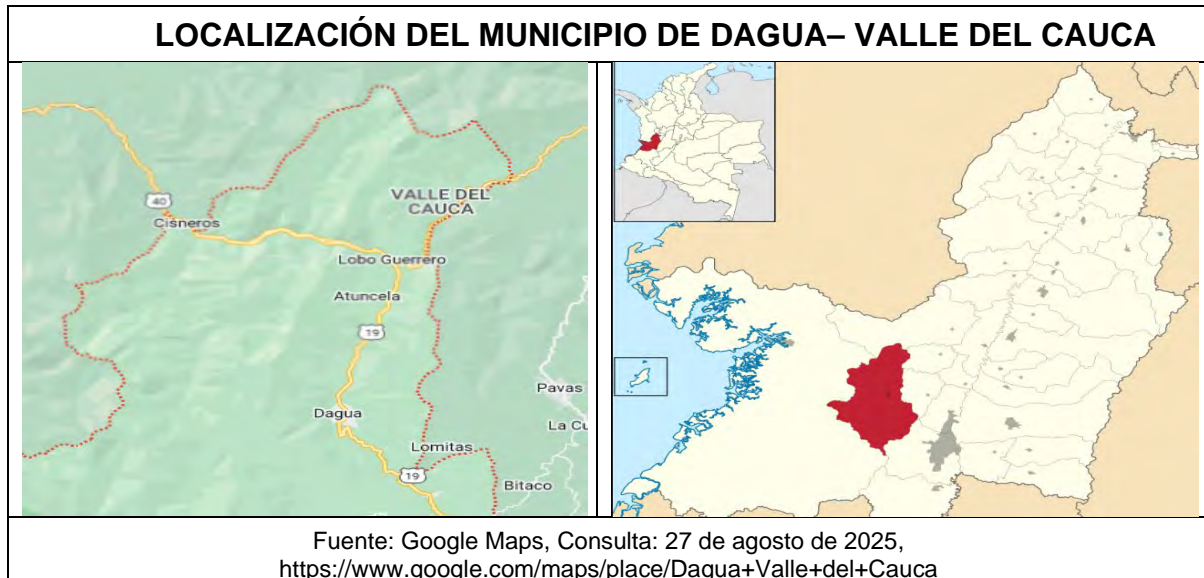 LOCALIZACIÓN DEL MUNICIPIO DE DAGUA– VALLE DEL CAUCA
40
Cisneros
VALLE DEL
CAUCA
Lobo Guerrero
Atuncela
19
Pavas
Dagua
La Cu
Lomitas
19
Bitaco
Fuente: Google Maps, Consulta: 27 de agosto de 2025,
https://www.google.com/maps/place/Dagua+Valle+del+Cauca